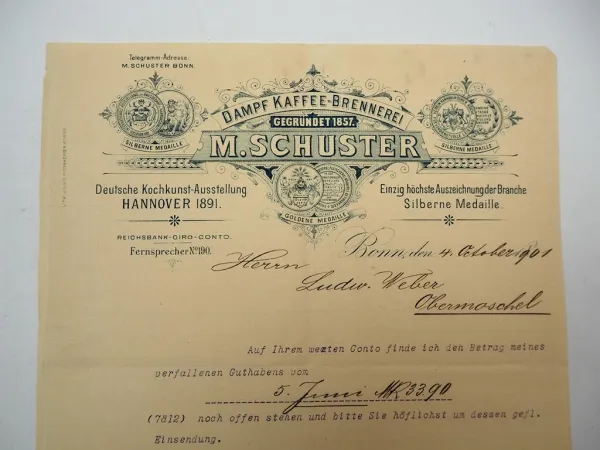 Telegramm-Adresse:
M. SCHUSTER BONN.
DAMPF KAFFEE-BRENNEREI
GEGRÜNDET 1857.
M. SCHUSTER
SILBERNE MEDAILLE
SILBERNE MEDAILLE
GOLDENE MEDAILLE
Deutsche Kochkunst-Ausstellung
HANNOVER 1891.
Einzig höchste Auszeichnung der Branche
Silberne Medaille.
REICHSBANK-GIRO-CONTO.
Fernsprecher No 190.
Bonn, den 4. October 1901
Herrn
Ludw. Weber
Obermoschel
Auf Ihrem werten Conto finde ich den Betrag meines
verfallenen Guthabens vom
5. Juni MK 33.90
(7812) noch offen stehen und bitte Sie höflichst um dessen gefl.
Einsendung.